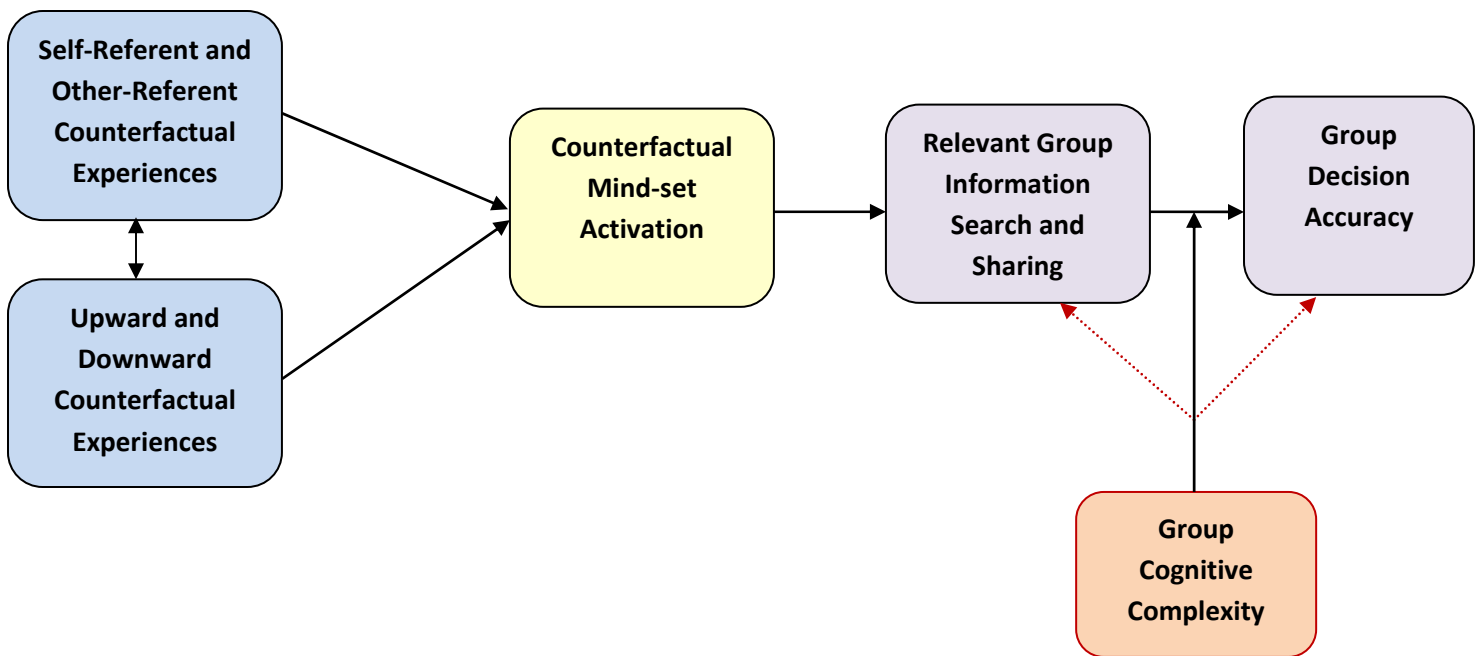 Self-Referent and
Other-Referent
Counterfactual
Experiences
Upward and
Downward
Counterfactual
Experiences
Counterfactual
Mind-set
Activation
Relevant Group
Information
Search and
Sharing
Group
Decision
Accuracy
Group
Cognitive
Complexity